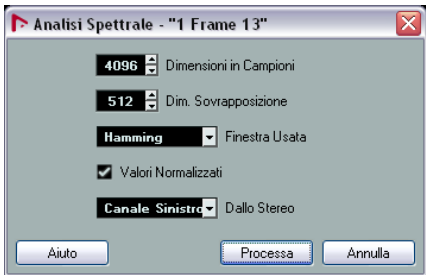 Analisi Spettrale - "1 Frame 13"
4096 Dimensioni in Campioni
512 Dim. Sovrapposizione
Hamming Finestra Usata
Valori Normalizzati
Canale Sinistro Dallo Stereo
Aiuto Processa Annulla